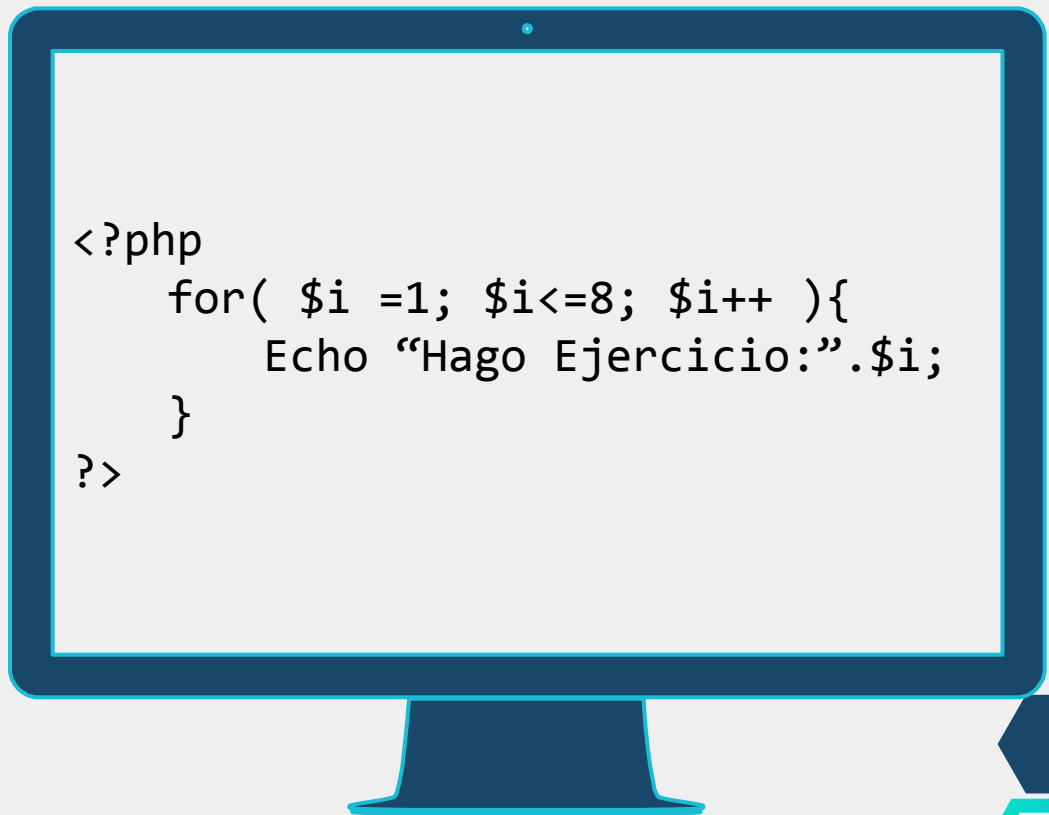 <?php
for( $i =1; $i<=8; $i++ ){
Echo “Hago Ejercicio:”.$i;
}
?>